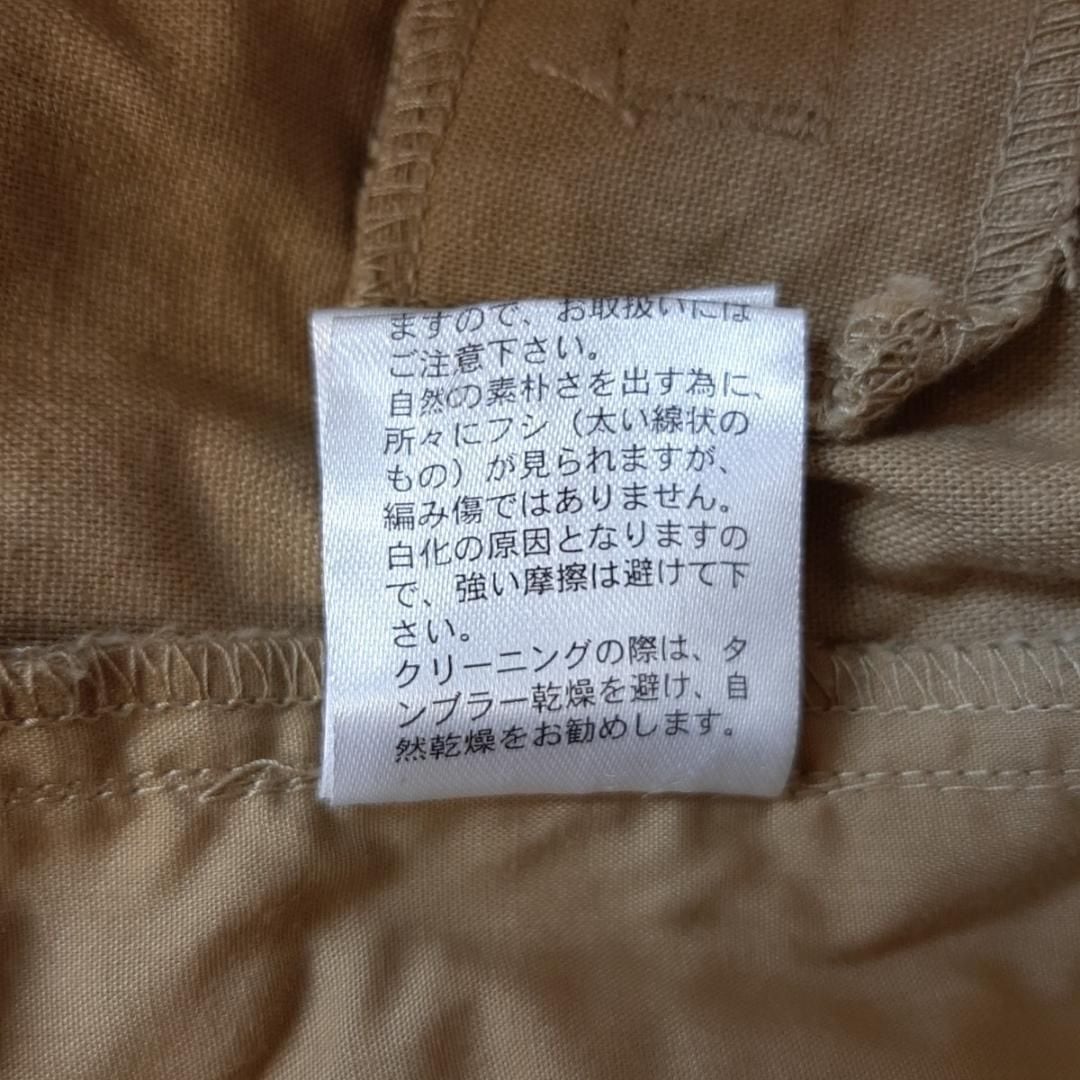 ますので、お取扱いには
ご注意下さい。
自然の素朴さを出す為に、
所々にフシ（太い線状の
もの）が見られますが、
編み傷ではありません。
白化の原因となりますの
で、強い摩擦は避けて下
さい。
クリーニングの際は、タ
ンブラー乾燥を避け、自
然乾燥をお勧めします。